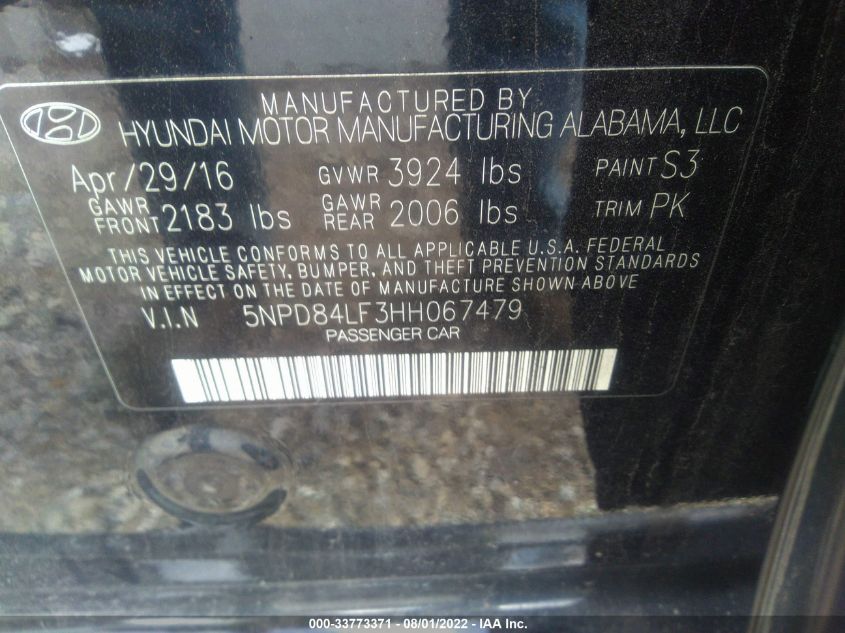 MANUFACTURED BY
HYUNDAI MOTOR MANUFACTURING ALABAMA, LLC
Apr/29/16 GVWR 3924 lbs PAINT S3
GAWR FRONT 2183 lbs GAWR REAR 2006 lbs TRIM PK
THIS VEHICLE CONFORMS TO ALL APPLICABLE U.S.A. FEDERAL
MOTOR VEHICLE SAFETY, BUMPER, AND THEFT PREVENTION STANDARDS
IN EFFECT ON THE DATE OF MANUFACTURE SHOWN ABOVE
V.I.N 5NPD84LF3HH067479
PASSENGER CAR
000-33773371 - 08/01/2022 - IAA Inc.